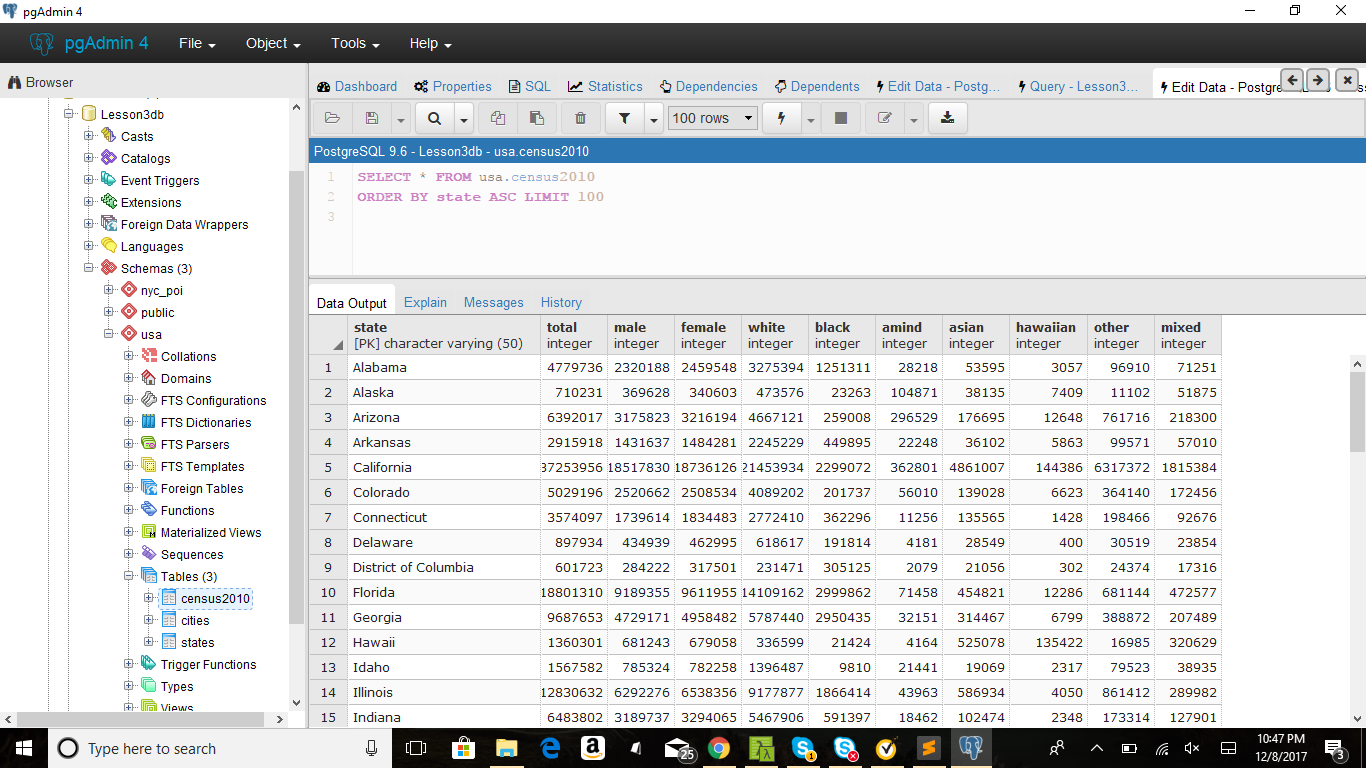 pgAdmin 4
pgAdmin 4 File Object Tools Help
Browser
Dashboard Properties SQL Statistics Dependencies Dependents Edit Data - Postg... Query - Lesson3... Edit Data - Postgre
100 rows
PostgreSQL 9.6 - Lesson3db - usa.census2010
1 SELECT * FROM usa.census2010
2 ORDER BY state ASC LIMIT 100
3
Lesson3db
Casts
Catalogs
Event Triggers
Extensions
Foreign Data Wrappers
Languages
Schemas (3)
nyc_poi
public
usa
Collations
Domains
FTS Configurations
FTS Dictionaries
FTS Parsers
FTS Templates
Foreign Tables
Functions
Materialized Views
Sequences
Tables (3)
census2010
cities
states
Trigger Functions
Types
Views
Data Output Explain Messages History
state total male female white black amind asian hawaiian other mixed
[PK] character varying (50) integer integer integer integer integer integer integer integer integer integer
1 Alabama 4779736 2320188 2459548 3275394 1251311 28218 53595 3057 96910 71251
2 Alaska 710231 369628 340603 473576 23263 104871 38135 7409 11102 51875
3 Arizona 6392017 3175823 3216194 4667121 259008 296529 176695 12648 761716 218300
4 Arkansas 2915918 1431637 1484281 2245229 449895 22248 36102 5863 99571 57010
5 California 37253956 18517830 18736126 21453934 2299072 362801 4861007 144386 6317372 1815384
6 Colorado 5029196 2520662 2508534 4089202 201737 56010 139028 6623 364140 172456
7 Connecticut 3574097 1739614 1834483 2772410 362296 11256 135565 1428 198466 92676
8 Delaware 897934 434939 462995 618617 191814 4181 28549 400 30519 23854
9 District of Columbia 601723 284222 317501 231471 305125 2079 21056 302 24374 17316
10 Florida 18801310 9189355 9611955 14109162 2999862 71458 454821 12286 681144 472577
11 Georgia 9687653 4729171 4958482 5787440 2950435 32151 314467 6799 388872 207489
12 Hawaii 1360301 681243 679058 336599 21424 4164 525078 135422 16985 320629
13 Idaho 1567582 785324 782258 1396487 9810 21441 19069 2317 79523 38935
14 Illinois 12830632 6292276 6538356 9177877 1866414 43963 586934 4050 861412 289982
15 Indiana 6483802 3189737 3294065 5467906 591397 18462 102474 2348 173314 127901
Type here to search
25
1
10:47 PM
12/8/2017
3